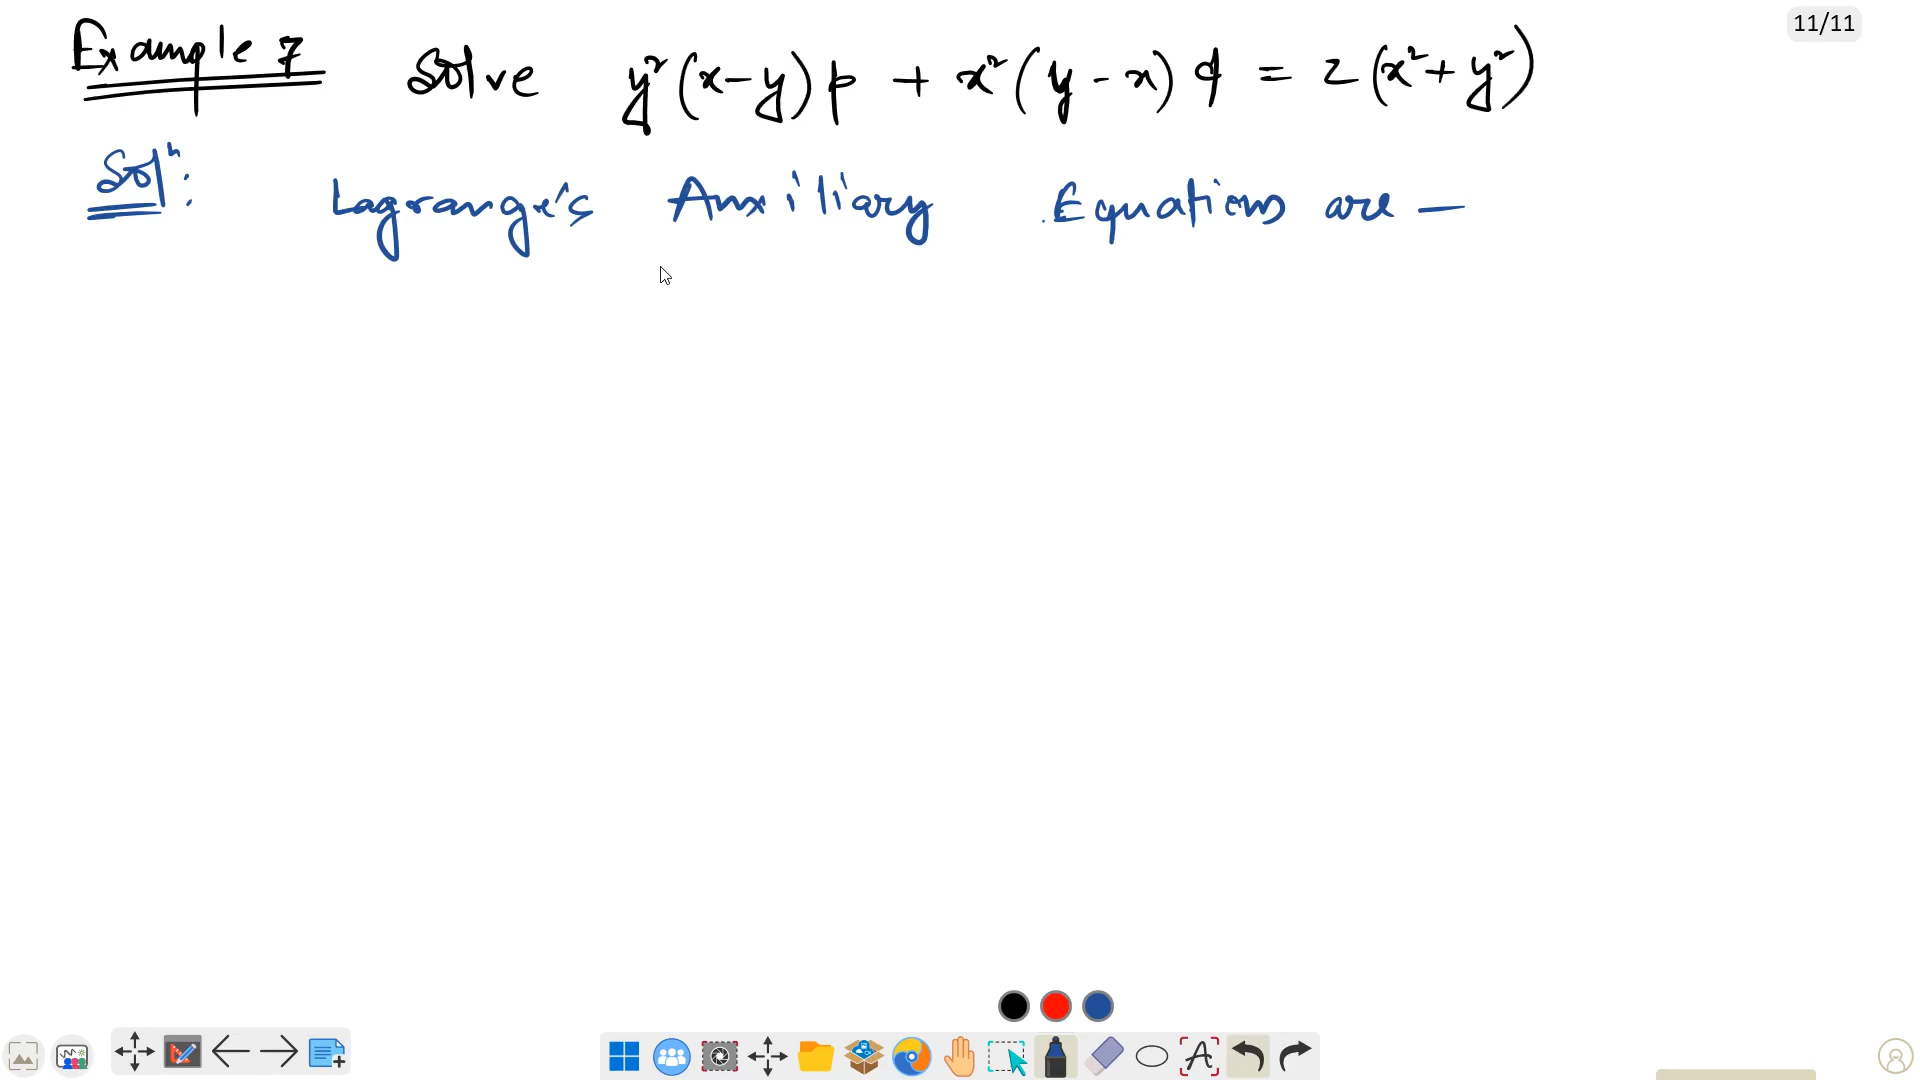 11/11
Example 7 Solve y²(x-y)p + x²(y-x)q = z(x²+y²)
Solⁿ: Lagrange's Auxiliary Equations are —